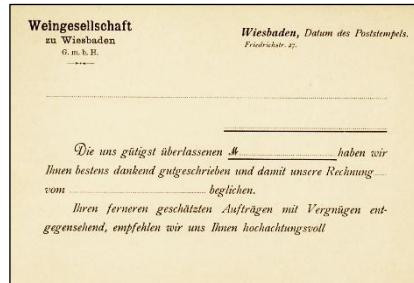 Weingesellschaft
zu Wiesbaden
G. m. b. H.
Wiesbaden, Datum des Poststempels.
Friedrichstr. 27.
Die uns gütigst überlassenen ℳ haben wir
Ihnen bestens dankend gutgeschrieben und damit unsere Rechnung
vom beglichen.
Ihren ferneren geschätzten Aufträgen mit Vergnügen ent-
gegensehend, empfehlen wir uns Ihnen hochachtungsvoll